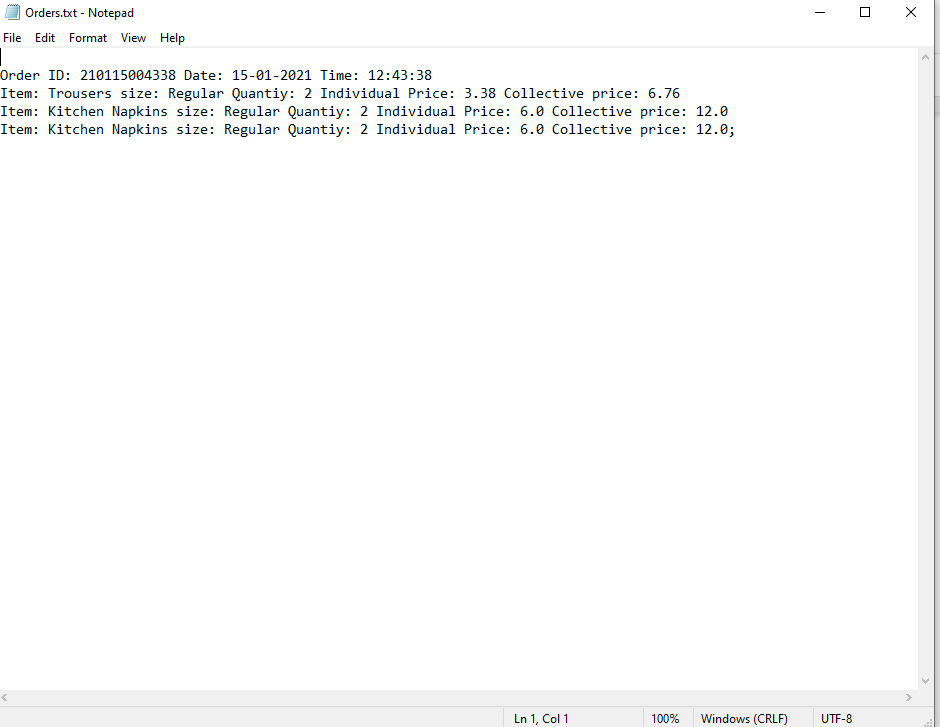 Orders.txt - Notepad
File Edit Format View Help
Order ID: 210115004338 Date: 15-01-2021 Time: 12:43:38
Item: Trousers size: Regular Quantiy: 2 Individual Price: 3.38 Collective price: 6.76
Item: Kitchen Napkins size: Regular Quantiy: 2 Individual Price: 6.0 Collective price: 12.0
Item: Kitchen Napkins size: Regular Quantiy: 2 Individual Price: 6.0 Collective price: 12.0;
Ln 1, Col 1 100% Windows (CRLF) UTF-8